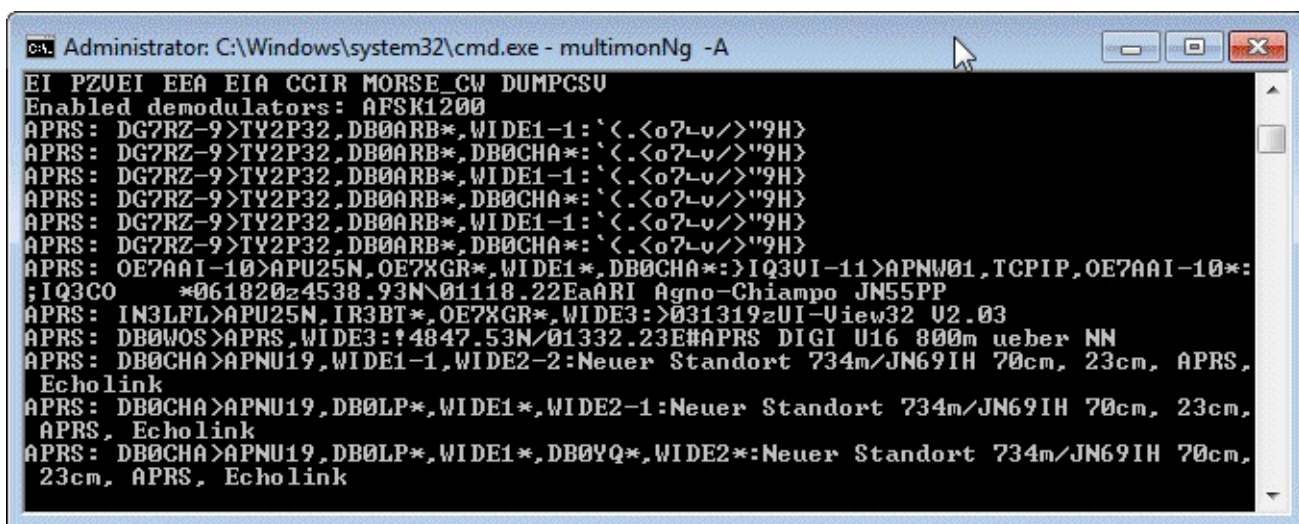 Administrator: C:\Windows\system32\cmd.exe - multimonNg -A
EI PZVEI EEA EIA CCIR MORSE_CW DUMPCSV
Enabled demodulators: AFSK1200
APRS: DG7RZ-9>TY2P32,DB0ARB*,WIDE1-1:`(.<o7∟v/>"9H}
APRS: DG7RZ-9>TY2P32,DB0ARB*,DB0CHA*:`(.<o7∟v/>"9H}
APRS: DG7RZ-9>TY2P32,DB0ARB*,WIDE1-1:`(.<o7∟v/>"9H}
APRS: DG7RZ-9>TY2P32,DB0ARB*,DB0CHA*:`(.<o7∟v/>"9H}
APRS: DG7RZ-9>TY2P32,DB0ARB*,WIDE1-1:`(.<o7∟v/>"9H}
APRS: DG7RZ-9>TY2P32,DB0ARB*,DB0CHA*:`(.<o7∟v/>"9H}
APRS: OE7AAI-10>APU25N,OE7XGR*,WIDE1*,DB0CHA*:}IQ3VI-11>APNW01,TCPIP,OE7AAI-10*:
;IQ3CO    *061820z4538.93N\01118.22EaARI Agno-Chiampo JN55PP
APRS: IN3LFL>APU25N,IR3BT*,OE7XGR*,WIDE3:>031319zUI-View32 V2.03
APRS: DB0WOS>APRS,WIDE3:!4847.53N/01332.23E#APRS DIGI U16 800m ueber NN
APRS: DB0CHA>APNU19,WIDE1-1,WIDE2-2:Neuer Standort 734m/JN69IH 70cm, 23cm, APRS,
 Echolink
APRS: DB0CHA>APNU19,DB0LP*,WIDE1*,WIDE2-1:Neuer Standort 734m/JN69IH 70cm, 23cm,
 APRS, Echolink
APRS: DB0CHA>APNU19,DB0LP*,WIDE1*,DB0YQ*,WIDE2*:Neuer Standort 734m/JN69IH 70cm,
 23cm, APRS, Echolink